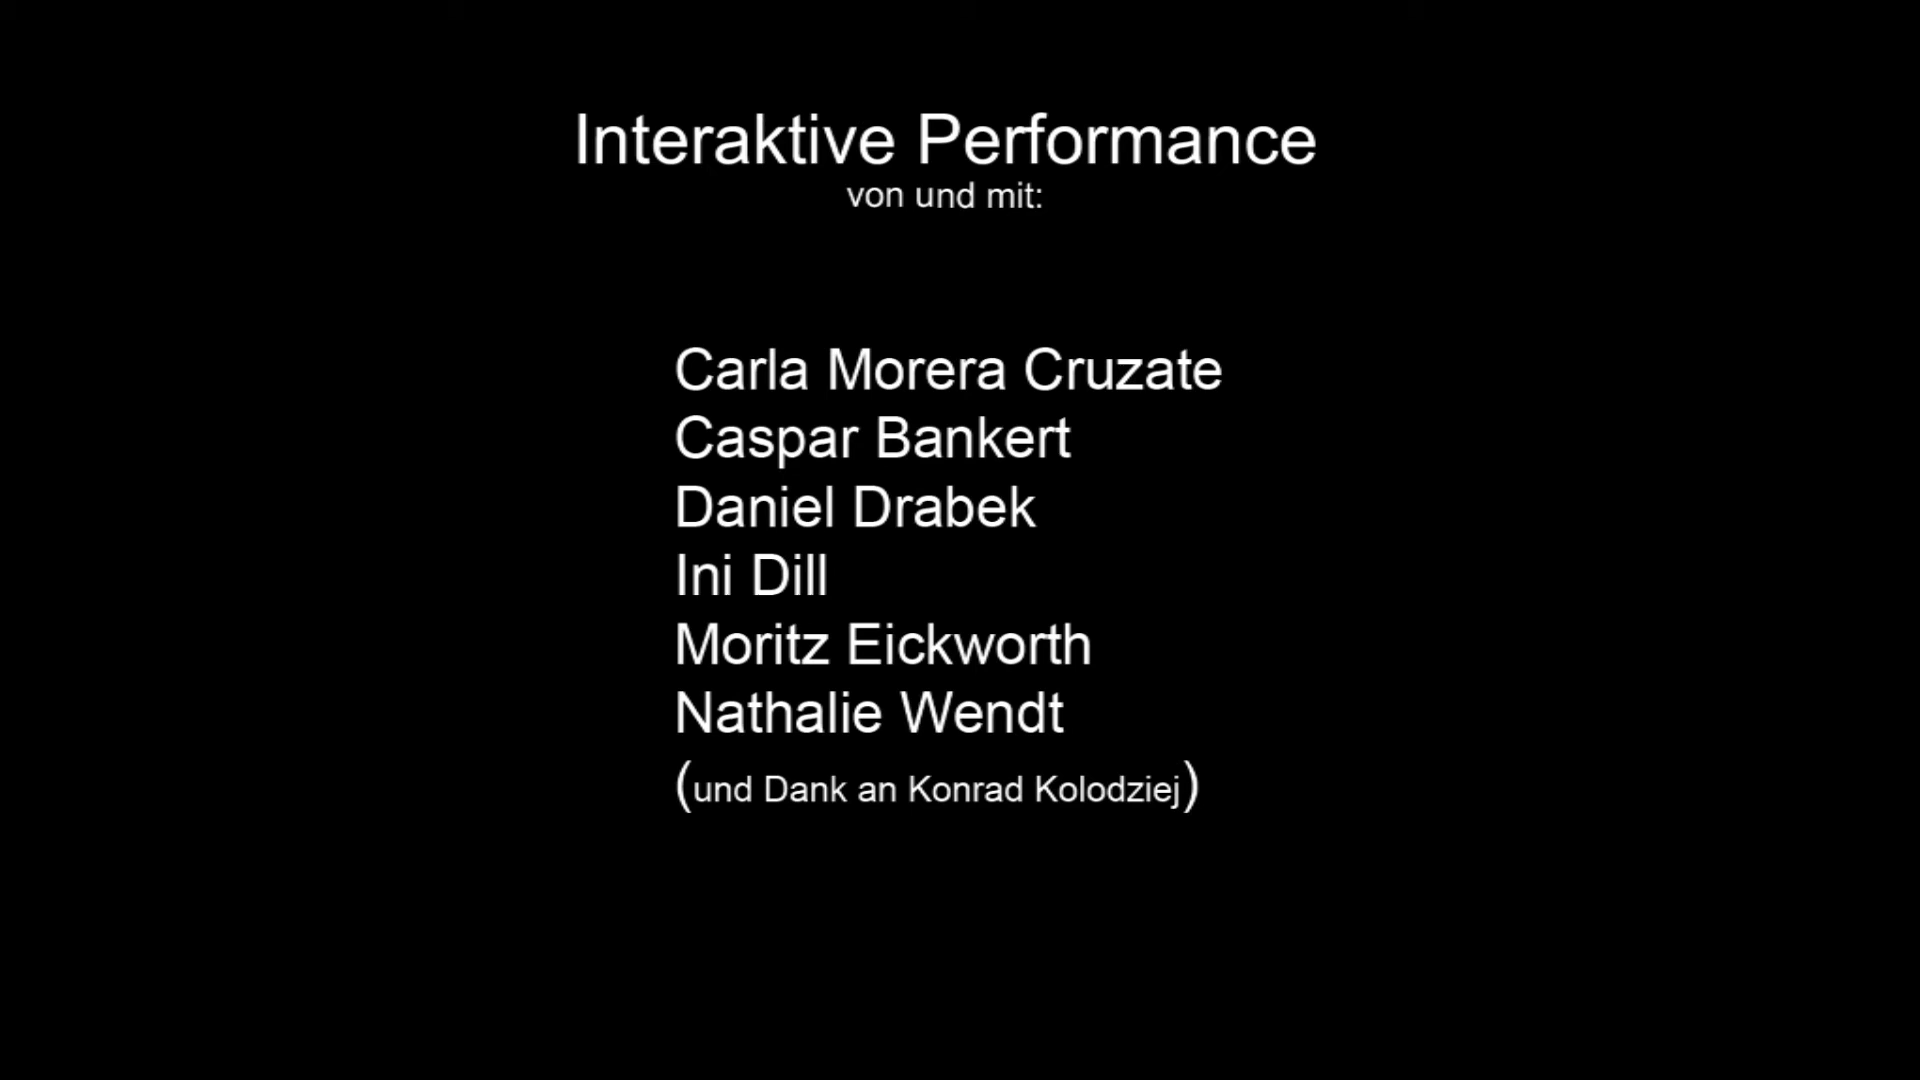 Interaktive Performance
von und mit:
Carla Morera Cruzate
Caspar Bankert
Daniel Drabek
Ini Dill
Moritz Eickworth
Nathalie Wendt
(und Dank an Konrad Kolodziej)